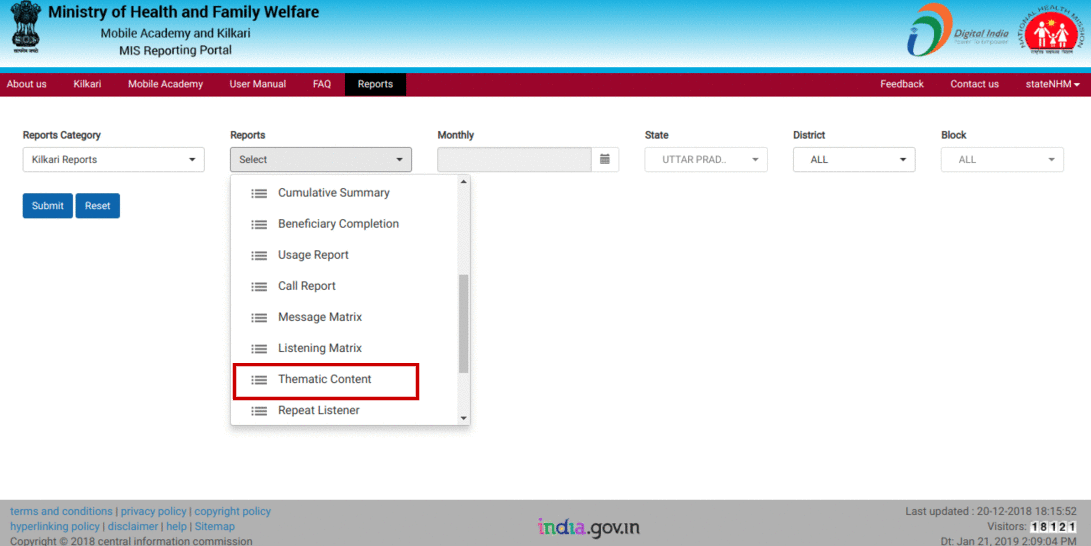 Ministry of Health and Family Welfare
Mobile Academy and Kilkari
MIS Reporting Portal
सत्यमेव जयते
Digital India
Power To Empower
NATIONAL HEALTH MISSION
About us Kilkari Mobile Academy User Manual FAQ Reports Feedback Contact us stateNHM
Reports Category Reports Monthly State District Block
Kilkari Reports Select UTTAR PRAD.. ALL ALL
Submit Reset
Cumulative Summary
Beneficiary Completion
Usage Report
Call Report
Message Matrix
Listening Matrix
Thematic Content
Repeat Listener
terms and conditions | privacy policy | copyright policy
hyperlinking policy | disclaimer | help | Sitemap
Copyright © 2018 central information commission
india.gov.in
Last updated : 20-12-2018 18:15:52
Visitors: 18121
Dt: Jan 21, 2019 2:09:04 PM